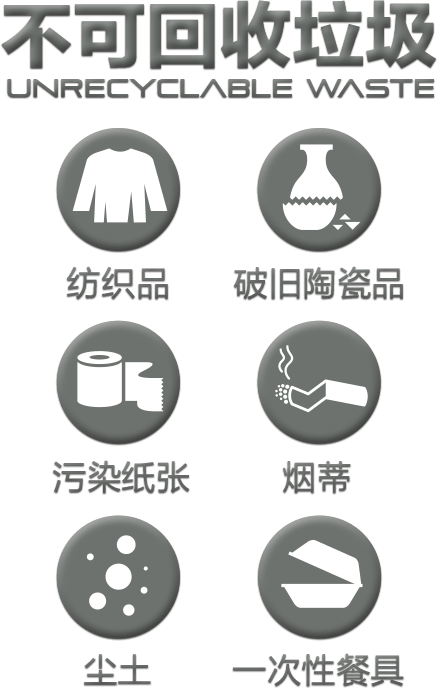 不可回收垃圾
UNRECYCLABLE WASTE
纺织品
破旧陶瓷品
污染纸张
烟蒂
尘土
一次性餐具